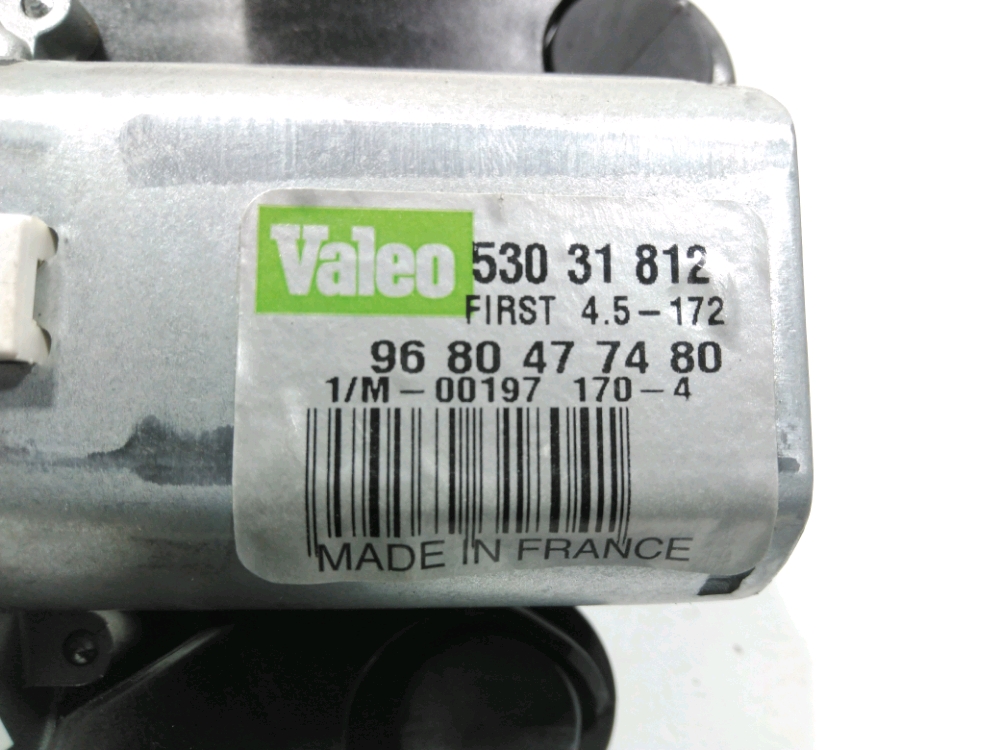 Valeo 530 31 812
FIRST 4.5-172
96 80 47 74 80
1/M-00197 170-4
MADE IN FRANCE